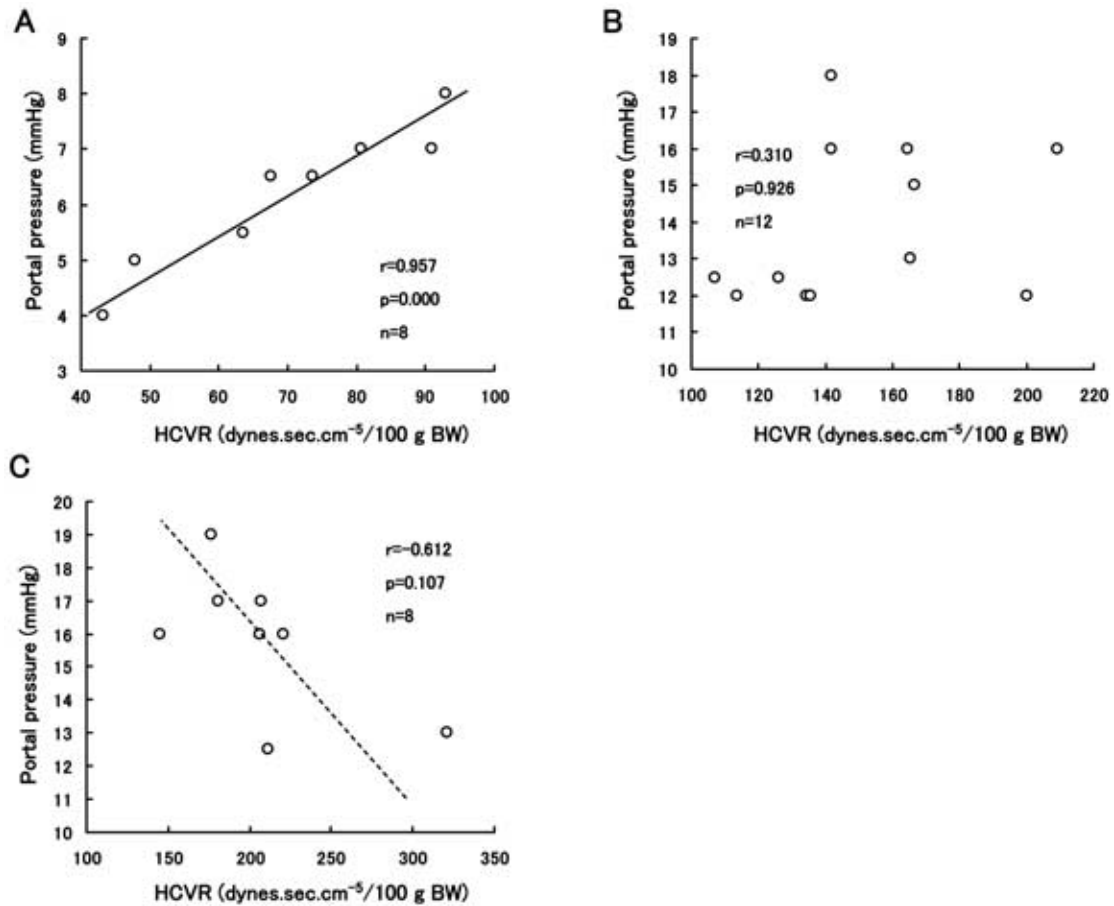 A
Portal pressure (mmHg)
9
8
7
6
5
4
3
r=0.957
p=0.000
n=8
40 50 60 70 80 90 100
HCVR (dynes.sec.cm⁻⁵/100 g BW)
B
Portal pressure (mmHg)
19
18
17
16
15
14
13
12
11
10
r=0.310
p=0.926
n=12
100 120 140 160 180 200 220
HCVR (dynes.sec.cm⁻⁵/100 g BW)
C
Portal pressure (mmHg)
20
19
18
17
16
15
14
13
12
11
10
r=-0.612
p=0.107
n=8
100 150 200 250 300 350
HCVR (dynes.sec.cm⁻⁵/100 g BW)